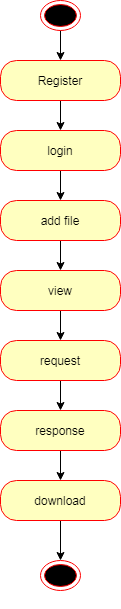 Register
login
add file
view
request
response
download